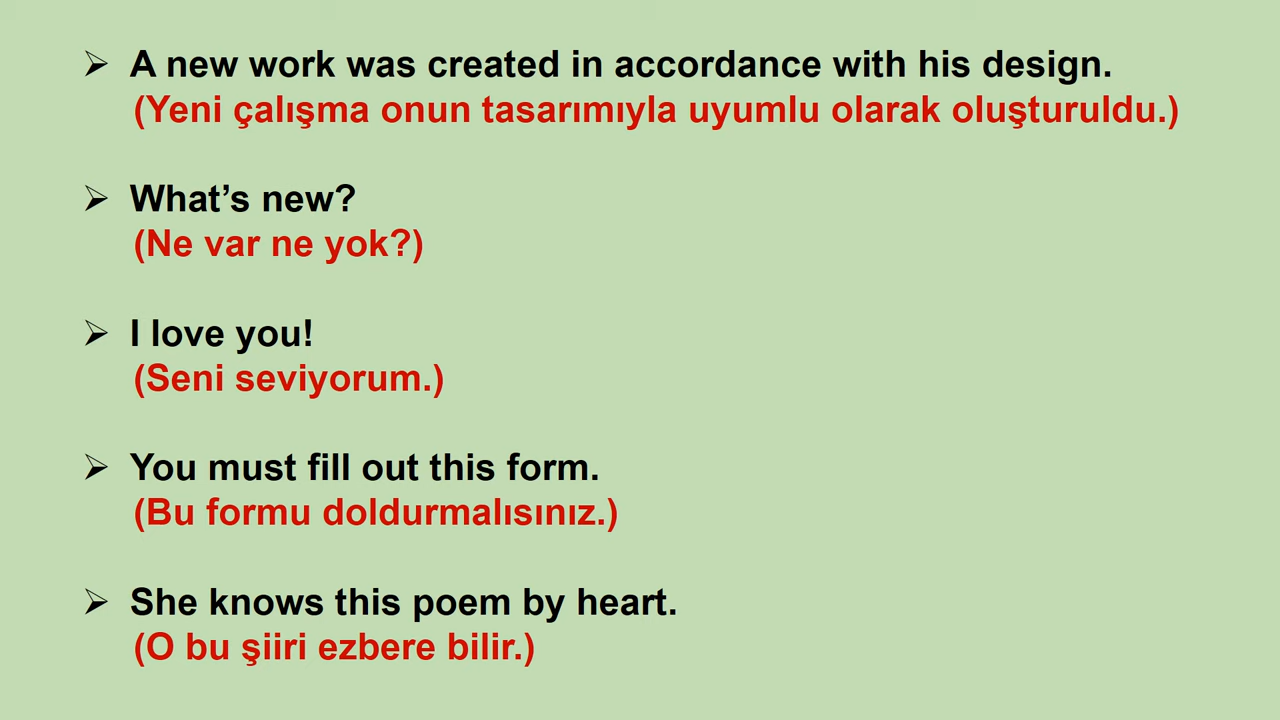 ➢ A new work was created in accordance with his design.
(Yeni çalışma onun tasarımıyla uyumlu olarak oluşturuldu.)
➢ What’s new?
(Ne var ne yok?)
➢ I love you!
(Seni seviyorum.)
➢ You must fill out this form.
(Bu formu doldurmalısınız.)
➢ She knows this poem by heart.
(O bu şiiri ezbere bilir.)